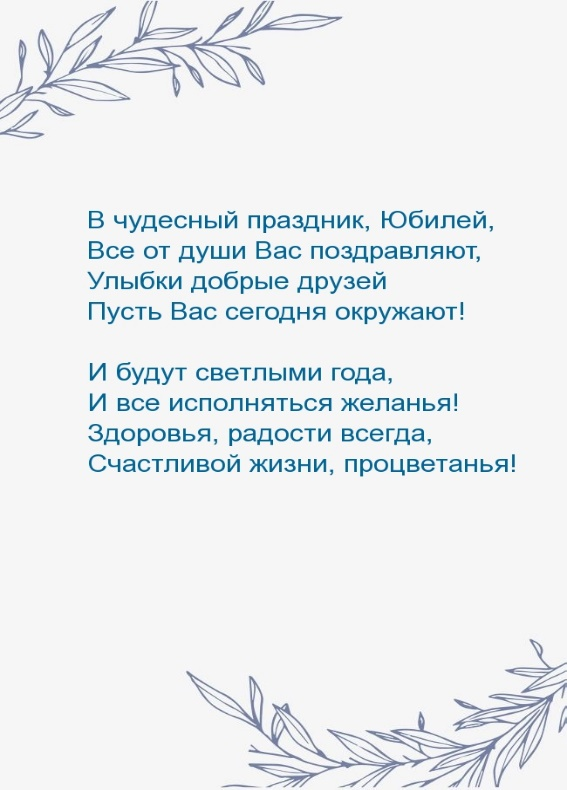 В чудесный праздник, Юбилей,
Все от души Вас поздравляют,
Улыбки добрые друзей
Пусть Вас сегодня окружают!
И будут светлыми года,
И все исполняться желанья!
Здоровья, радости всегда,
Счастливой жизни, процветанья!